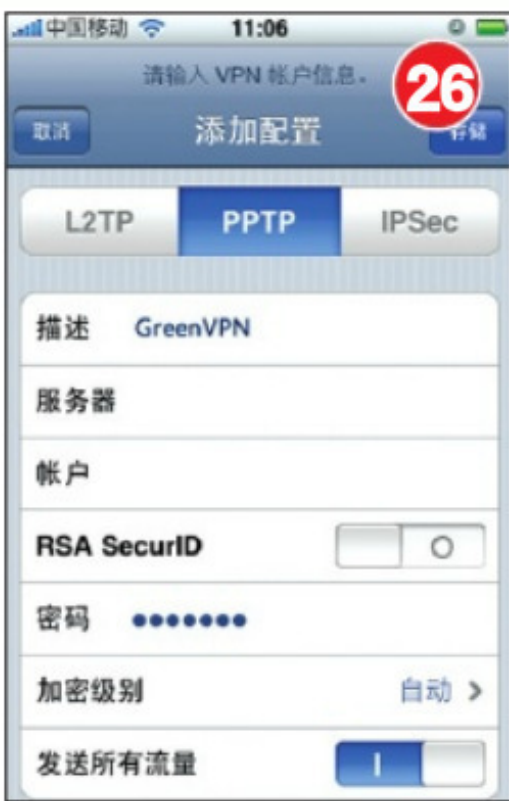 中国移动 11:06
请输入 VPN 帐户信息。
26
取消 添加配置 存储
L2TP PPTP IPSec
描述 GreenVPN
服务器
帐户
RSA SecurID
密码 •••••••
加密级别 自动 >
发送所有流量